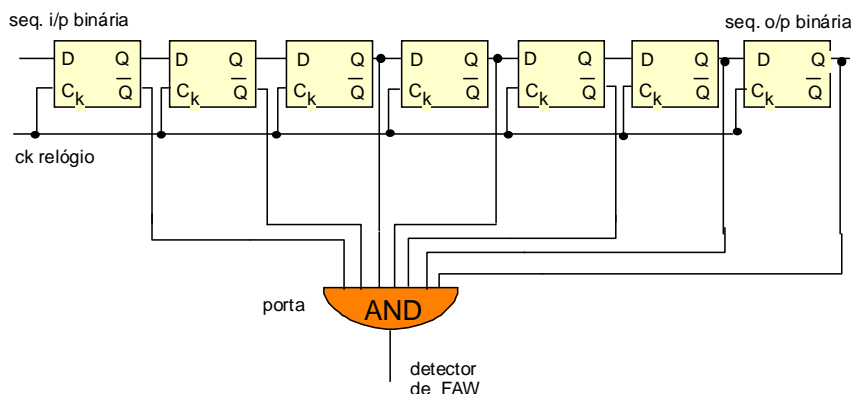 seq. i/p binária
seq. o/p binária
D Q D Q D Q D Q D Q D Q D Q
Ck Q Ck Q Ck Q Ck Q Ck Q Ck Q Ck Q
ck relógio
porta
AND
detector
de FAW